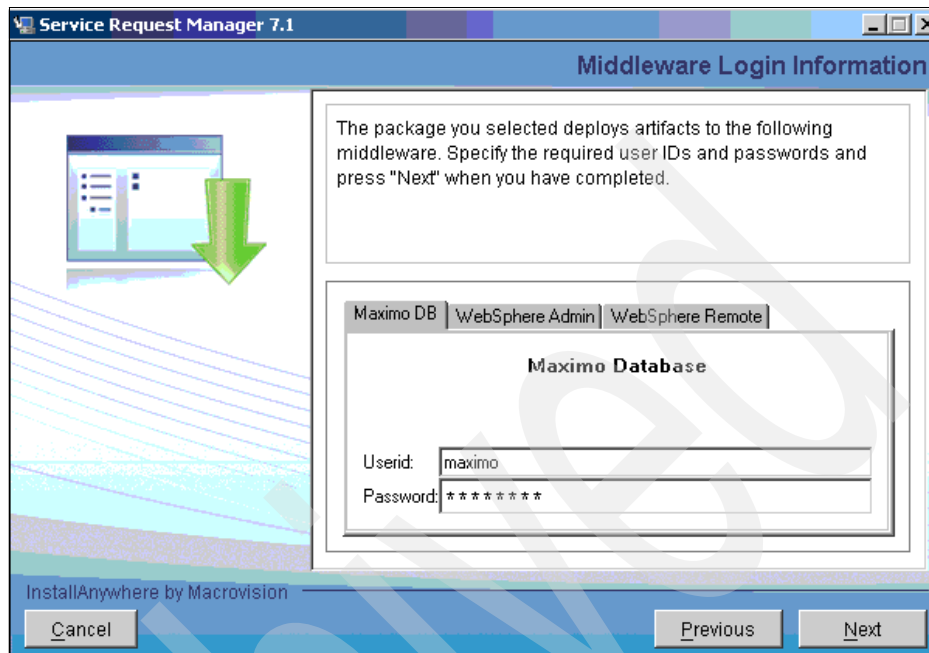 Service Request Manager 7.1
Middleware Login Information
The package you selected deploys artifacts to the following
middleware. Specify the required user IDs and passwords and
press "Next" when you have completed.
Maximo DB WebSphere Admin WebSphere Remote
Maximo Database
Userid: maximo
Password: ********
InstallAnywhere by Macrovision
Cancel Previous Next